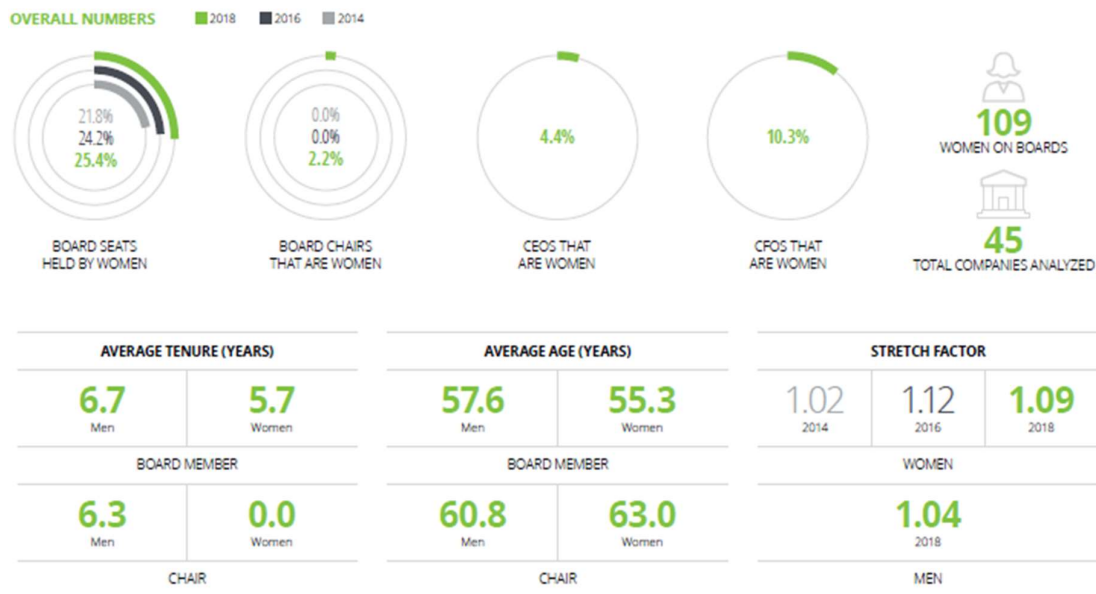 OVERALL NUMBERS 2018 2016 2014
21.8%
24.2%
25.4%
BOARD SEATS
HELD BY WOMEN
0.0%
0.0%
2.2%
BOARD CHAIRS
THAT ARE WOMEN
4.4%
CEOS THAT
ARE WOMEN
10.3%
CFOS THAT
ARE WOMEN
109
WOMEN ON BOARDS
45
TOTAL COMPANIES ANALYZED
AVERAGE TENURE (YEARS)
6.7 5.7
Men Women
BOARD MEMBER
6.3 0.0
Men Women
CHAIR
AVERAGE AGE (YEARS)
57.6 55.3
Men Women
BOARD MEMBER
60.8 63.0
Men Women
CHAIR
STRETCH FACTOR
1.02 1.12 1.09
2014 2016 2018
WOMEN
1.04
2018
MEN